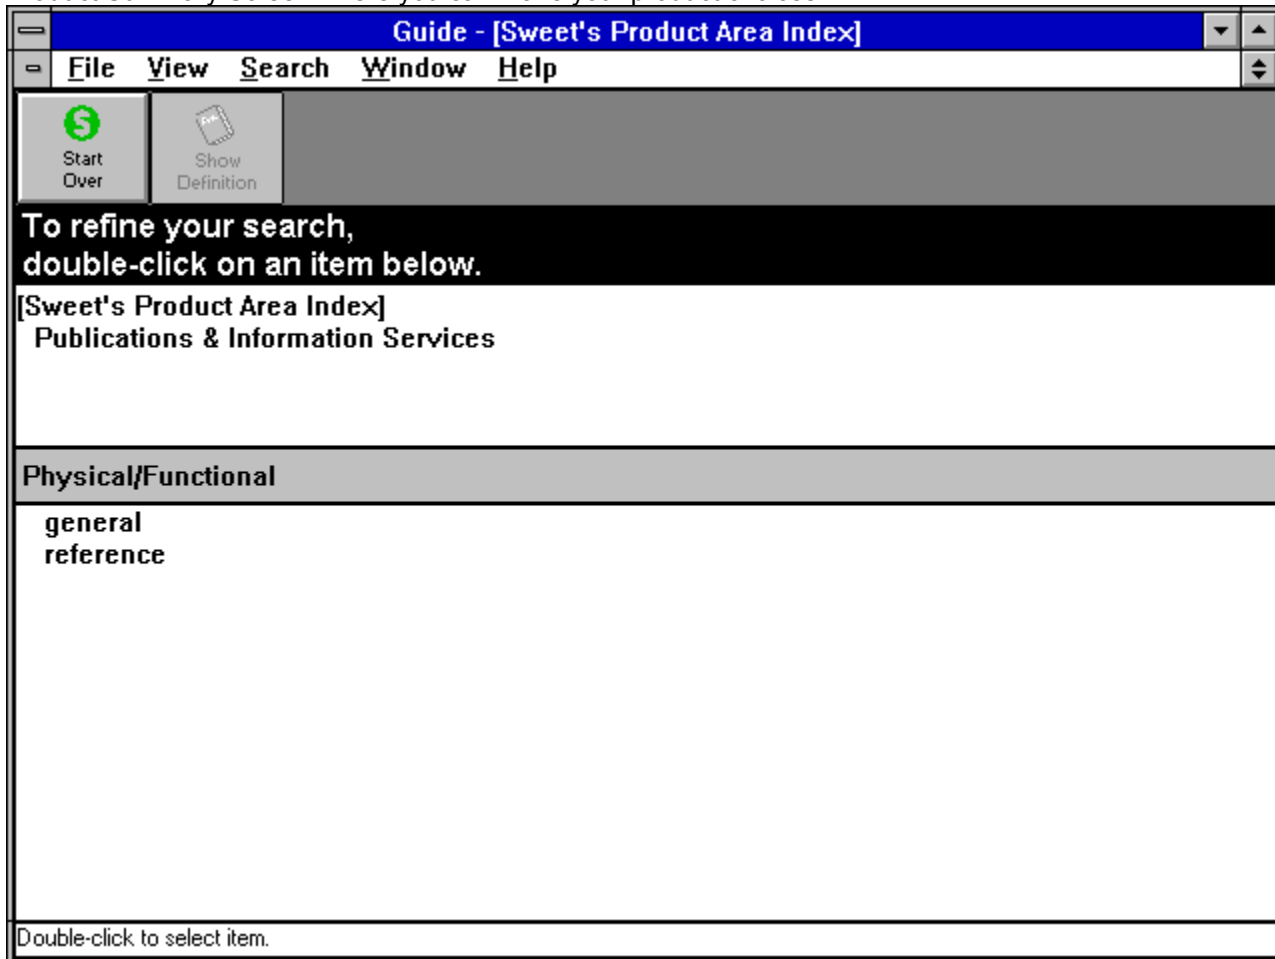 Guide - [Sweet's Product Area Index]
File View Search Window Help
Start
Over
Show
Definition
To refine your search,
double-click on an item below.
[Sweet's Product Area Index]
Publications & Information Services
Physical/Functional
general
reference
Double-click to select item.